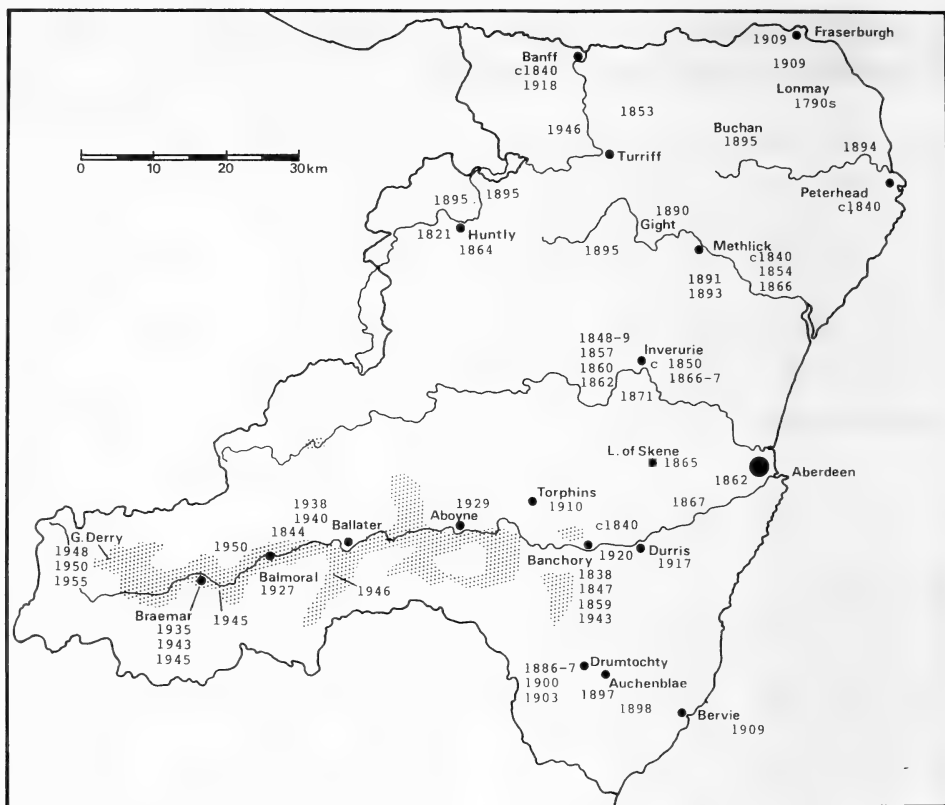 Fraserburgh
1909
1909
Banff
c1840
1918
Lonmay
1790s
1853
1946
Buchan
1895
1894
0 10 20 30km
Turriff
Peterhead
c1840
1895
1895
1821
Huntly
1864
1890
Gight
1895
Methlick
c1840
1854
1866
1891
1893
1848-9
1857
1860
1862
Inverurie
c 1850
1866-7
1871
L. of Skene
1865
1862
Aberdeen
1867
Torphins
1910
1929
Aboyne
1938
1940
Ballater
1844
1950
G. Derry
1948
1950
1955
Balmoral
1927
1946
1945
Braemar
1935
1943
1945
c1840
1920
Banchory
1838
1847
1859
1943
Durris
1917
1886-7
1900
1903
Drumtochty
Auchenblae
1897
1898
Bervie
1909